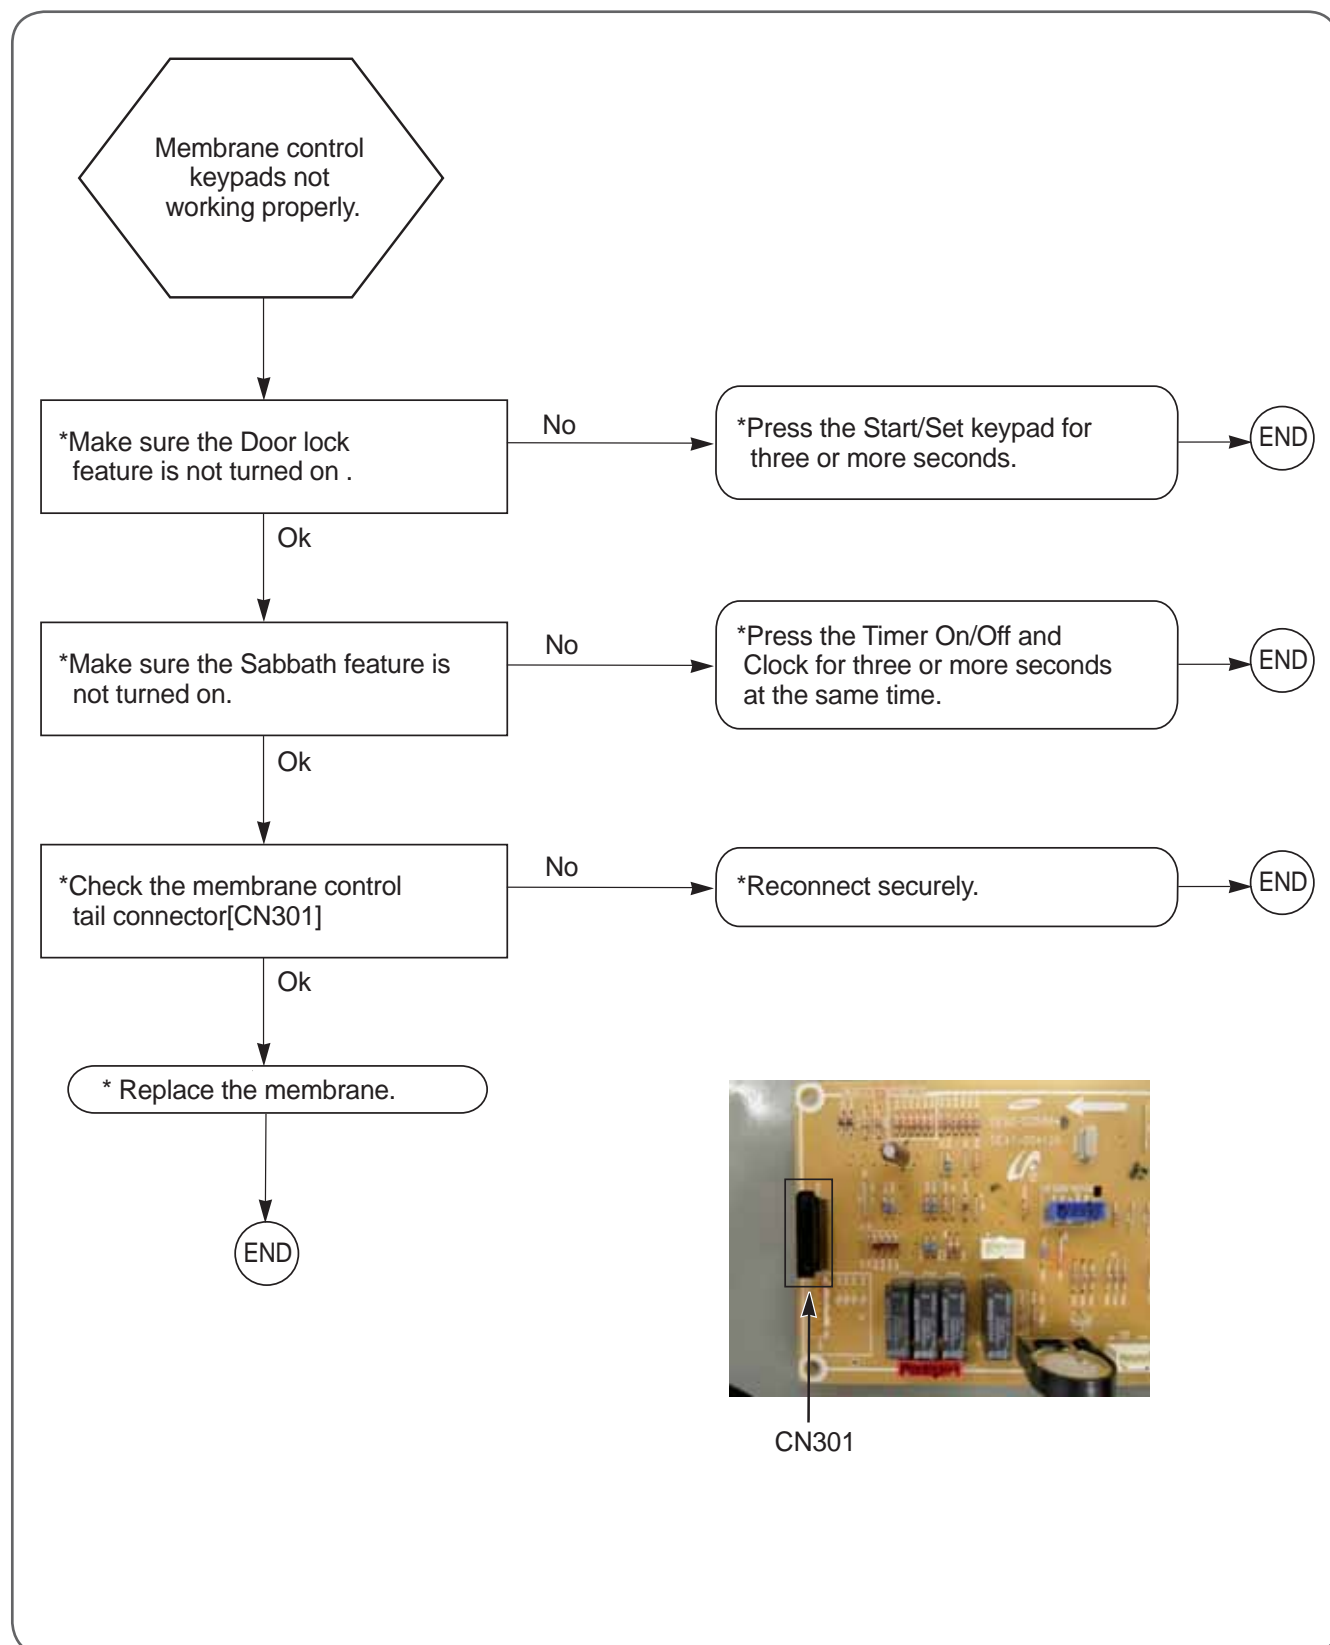 Membrane control
keypads not
working properly.
*Make sure the Door lock
feature is not turned on .
No
*Press the Start/Set keypad for
three or more seconds.
END
Ok
*Make sure the Sabbath feature is
not turned on.
No
*Press the Timer On/Off and
Clock for three or more seconds
at the same time.
END
Ok
*Check the membrane control
tail connector[CN301]
No
*Reconnect securely.
END
Ok
* Replace the membrane.
END
CN301